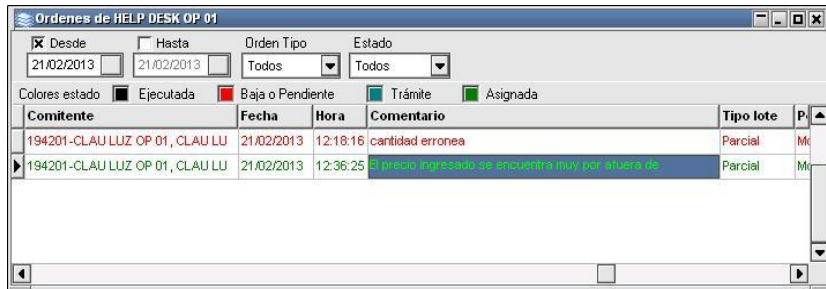 Ordenes de HELP DESK OP 01
Desde Hasta Orden Tipo Estado
21/02/2013 21/02/2013 Todos Todos
Colores estado Ejecutada Baja o Pendiente Trámite Asignada
Comitente Fecha Hora Comentario Tipo lote
194201-CLAU LUZ OP 01, CLAU LU 21/02/2013 12:18:16 cantidad erronea Parcial
194201-CLAU LUZ OP 01, CLAU LU 21/02/2013 12:36:25 El precio ingresado se encuentra muy por afuera de Parcial